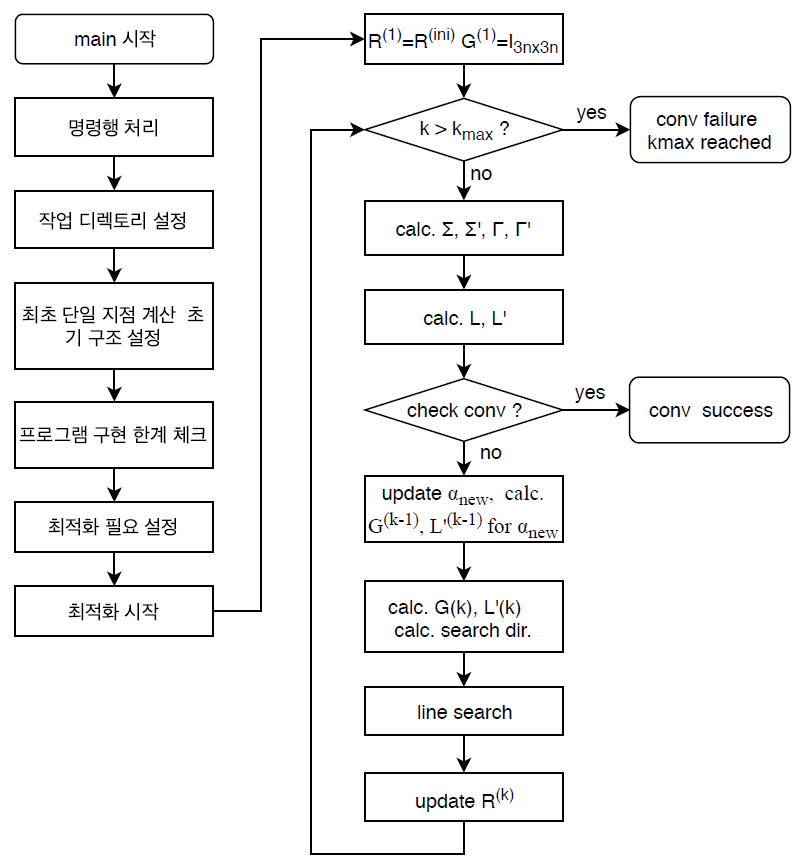 main 시작
명령행 처리
작업 디렉토리 설정
최초 단일 지점 계산 초
기 구조 설정
프로그램 구현 한계 체크
최적화 필요 설정
최적화 시작
R⁽¹⁾=R⁽ⁱⁿⁱ⁾ G⁽¹⁾=I₃ₙₓ₃ₙ
k > kₘₐₓ ?
yes
conv failure
kmax reached
no
calc. Σ, Σ', Γ, Γ'
calc. L, L'
check conv ?
yes
conv success
no
update α_new, calc.
G⁽ᵏ⁻¹⁾, L'⁽ᵏ⁻¹⁾ for α_new
calc. G(k), L'(k)
calc. search dir.
line search
update R⁽ᵏ⁾